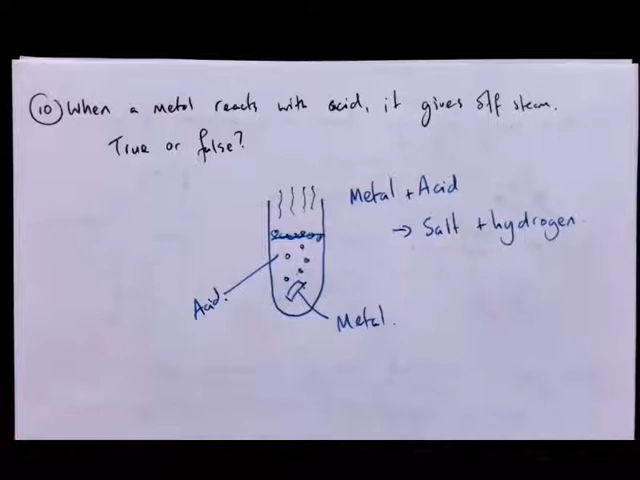 10 When a metal reacts with acid, it gives off steam.
True or false?
Metal + Acid
→ Salt + hydrogen
Acid.
Metal.